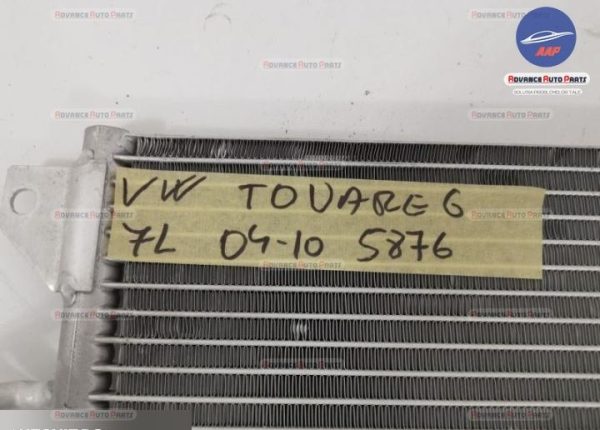 AAP
ADVANCE AUTO PARTS
VW TOUAREG
7L 04-10 5876